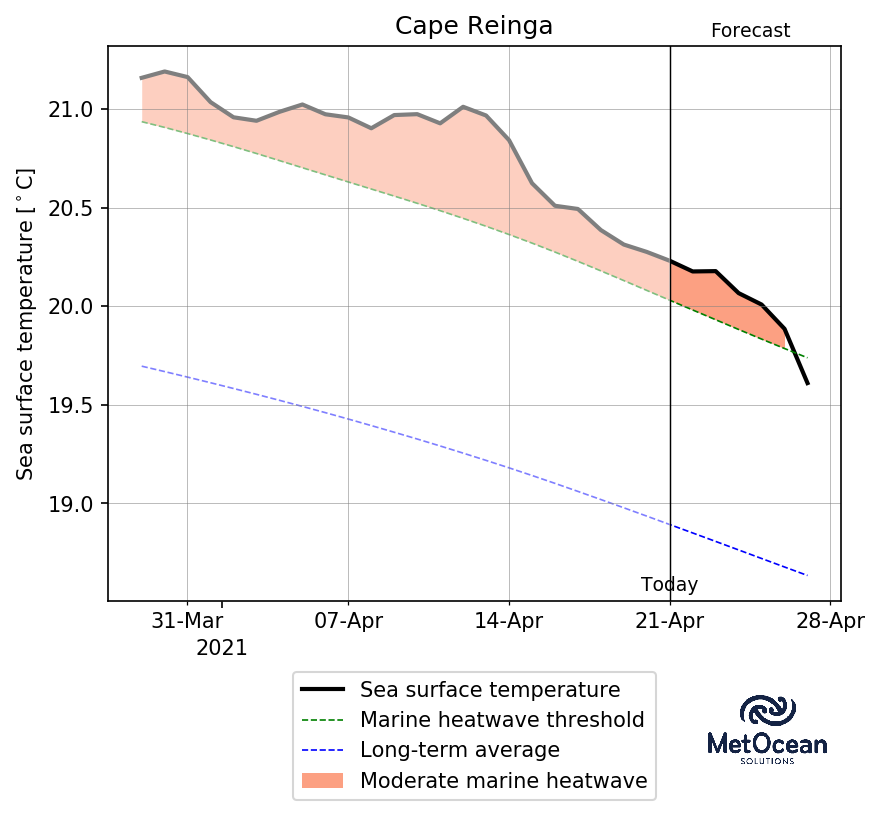 Cape Reinga
Forecast
Sea surface temperature [°C]
21.0
20.5
20.0
19.5
19.0
Today
31-Mar
07-Apr
14-Apr
21-Apr
28-Apr
2021
Sea surface temperature
Marine heatwave threshold
Long-term average
Moderate marine heatwave
MetOcean
SOLUTIONS